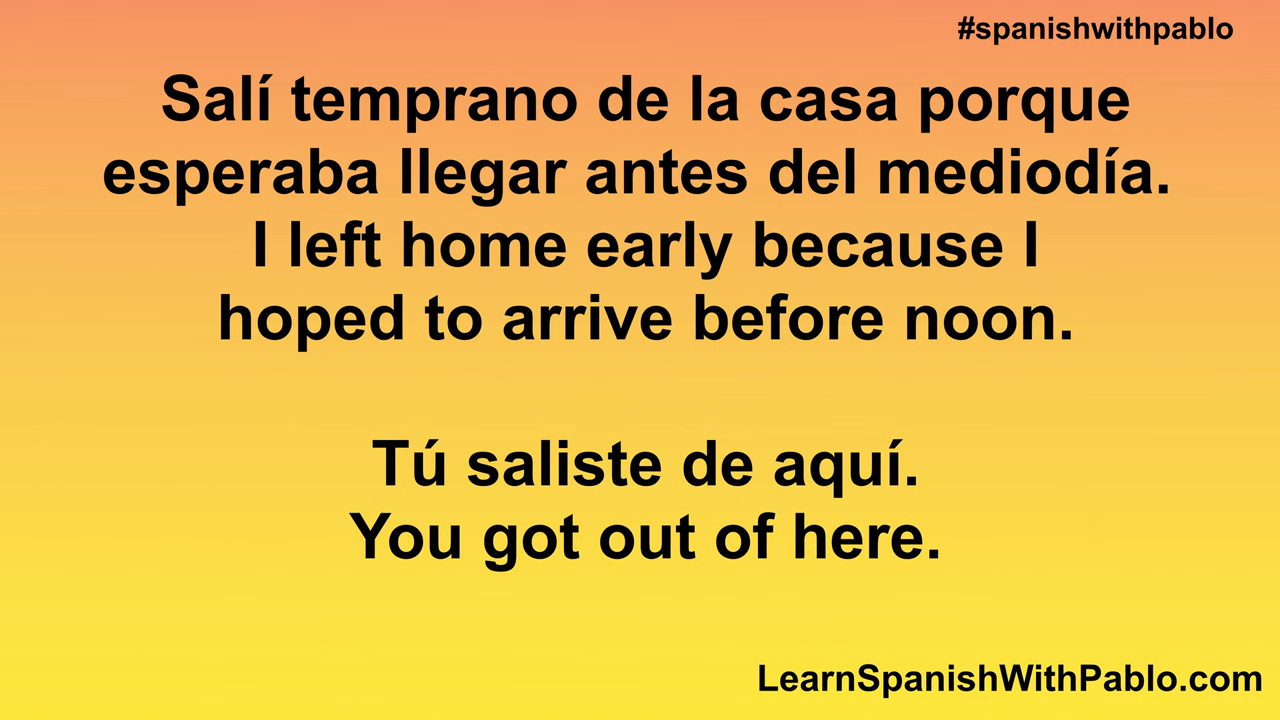 #spanishwithpablo
Salí temprano de la casa porque
esperaba llegar antes del mediodía.
I left home early because I
hoped to arrive before noon.
Tú saliste de aquí.
You got out of here.
LearnSpanishWithPablo.com